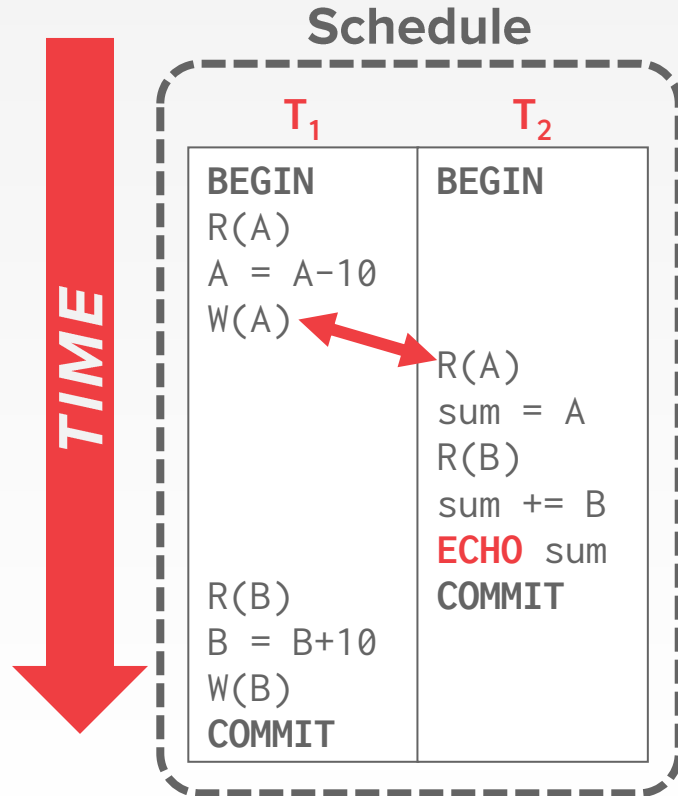 Schedule
TIME
T₁ T₂
BEGIN BEGIN
R(A)
A = A-10
W(A)
R(A)
sum = A
R(B)
sum += B
ECHO sum
R(B) COMMIT
B = B+10
W(B)
COMMIT